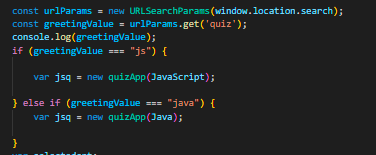 const urlParams = new URLSearchParams(window.location.search);
const greetingValue = urlParams.get('quiz');
console.log(greetingValue);
if (greetingValue === "js") {
var jsq = new quizApp(JavaScript);
} else if (greetingValue === "java") {
var jsq = new quizApp(Java);
}